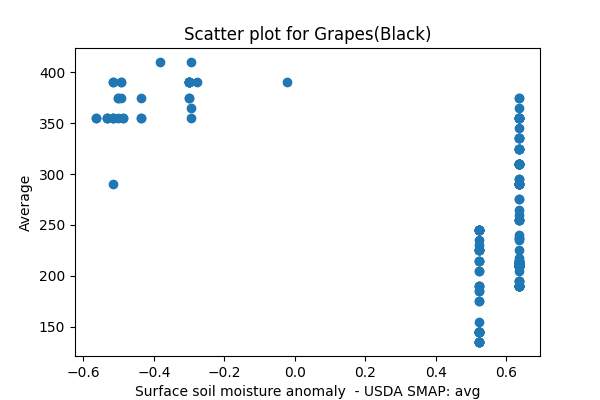 Scatter plot for Grapes(Black)
400
350
300
250
200
150
Average
−0.6 −0.4 −0.2 0.0 0.2 0.4 0.6
Surface soil moisture anomaly  - USDA SMAP: avg